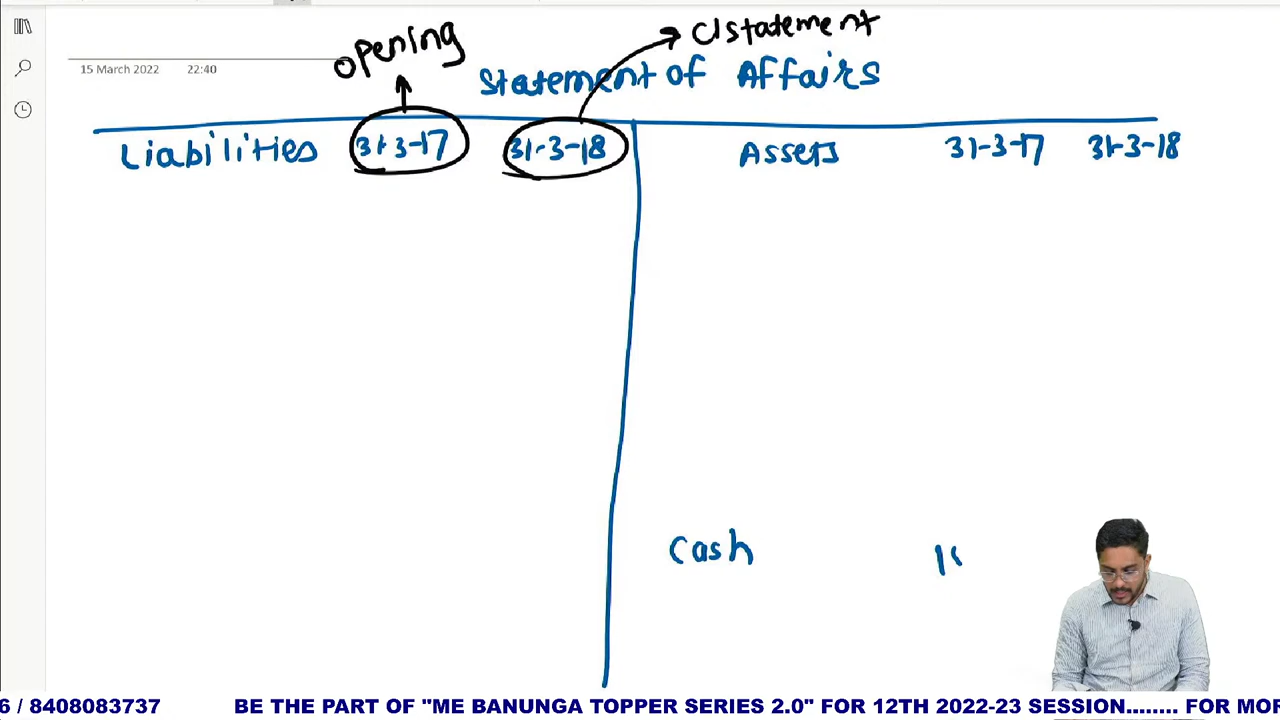 opening
clstatement
15 March 2022 22:40
Statement of Affairs
Liabilities 31-3-17 31-3-18 Assets 31-3-17 31-3-18
Cash
6 / 8408083737 BE THE PART OF "ME BANUNGA TOPPER SERIES 2.0" FOR 12TH 2022-23 SESSION........ FOR MOR